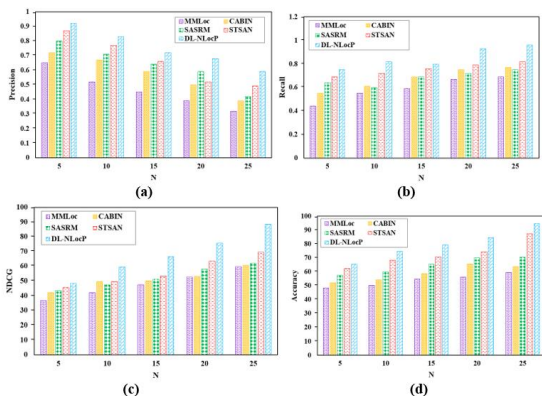 MMLoc CABIN
SASRM STSAN
DL-NLocP
1
0.9
0.8
0.7
0.6
0.5
0.4
0.3
0.2
0.1
0
Precision
5 10 15 20 25
N
(a)
MMLoc CABIN
SASRM STSAN
DL-NLocP
1.2
1
0.8
0.6
0.4
0.2
0
Recall
5 10 15 20 25
N
(b)
MMLoc CABIN
SASRM STSAN
DL-NLocP
100
90
80
70
60
50
40
30
20
10
0
NDCG
5 10 15 20 25
N
(c)
MMLoc CABIN
SASRM STSAN
DL-NLocP
100
90
80
70
60
50
40
30
20
10
0
Accuracy
5 10 15 20 25
N
(d)